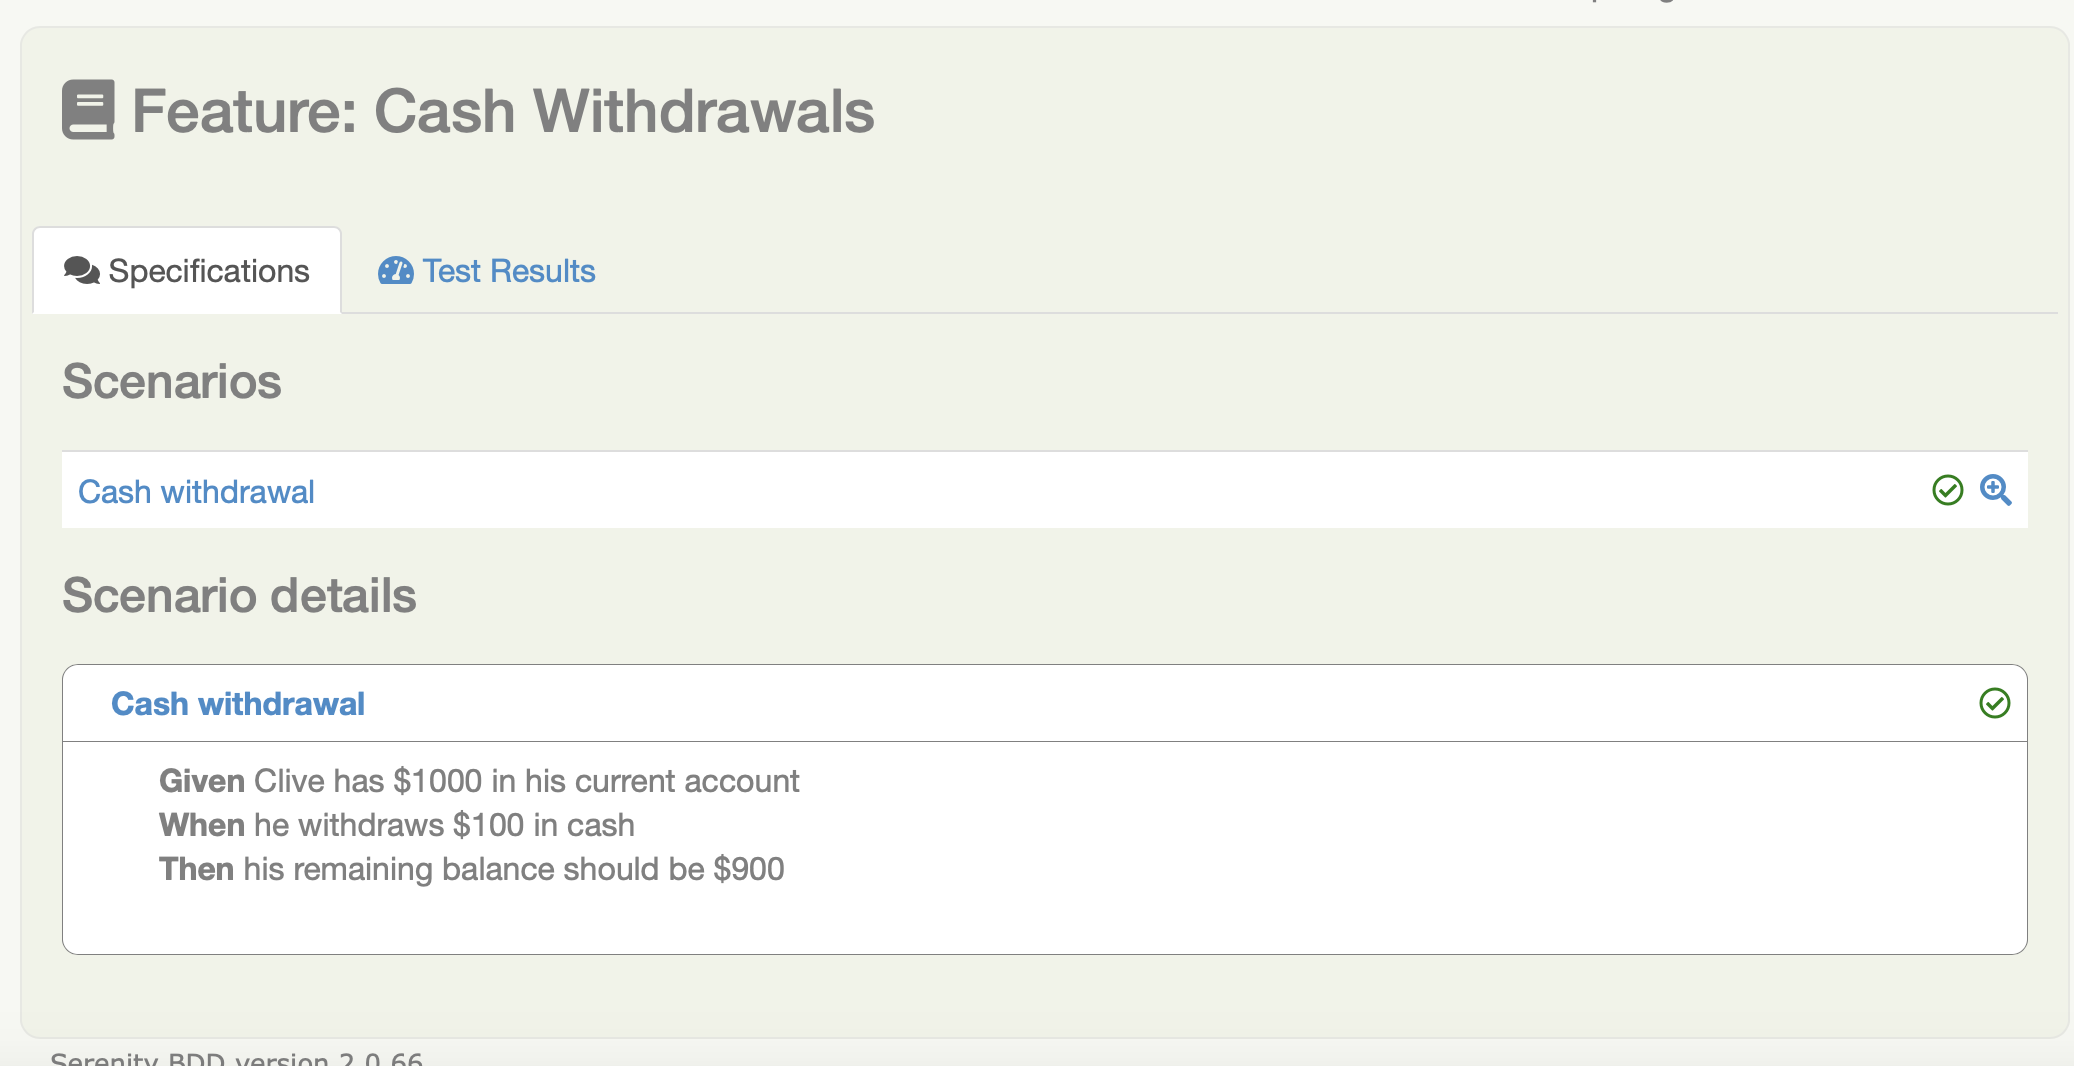 Feature: Cash Withdrawals
Specifications
Test Results
Scenarios
Cash withdrawal
Scenario details
Cash withdrawal
Given Clive has $1000 in his current account
When he withdraws $100 in cash
Then his remaining balance should be $900
Serenity BDD version 2.0.66